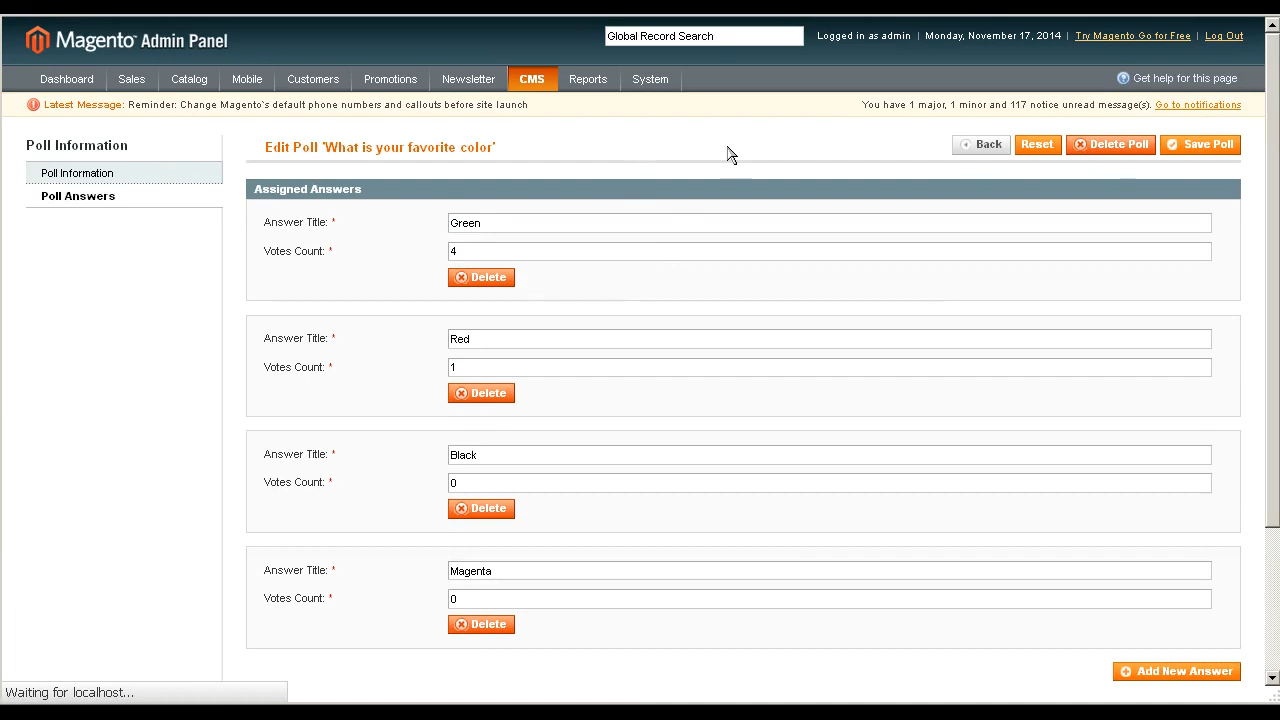 Magento Admin Panel
Global Record Search
Logged in as admin | Monday, November 17, 2014 | Try Magento Go for Free | Log Out
Dashboard Sales Catalog Mobile Customers Promotions Newsletter CMS Reports System
Get help for this page
Latest Message: Reminder: Change Magento`s default phone numbers and callouts before site launch
You have 1 major, 1 minor and 117 notice unread message(s). Go to notifications
Poll Information
Poll Information
Poll Answers
Edit Poll 'What is your favorite color'
Back Reset Delete Poll Save Poll
Assigned Answers
Answer Title: * Green
Votes Count: * 4
Delete
Answer Title: * Red
Votes Count: * 1
Delete
Answer Title: * Black
Votes Count: * 0
Delete
Answer Title: * Magenta
Votes Count: * 0
Delete
Add New Answer
Waiting for localhost...